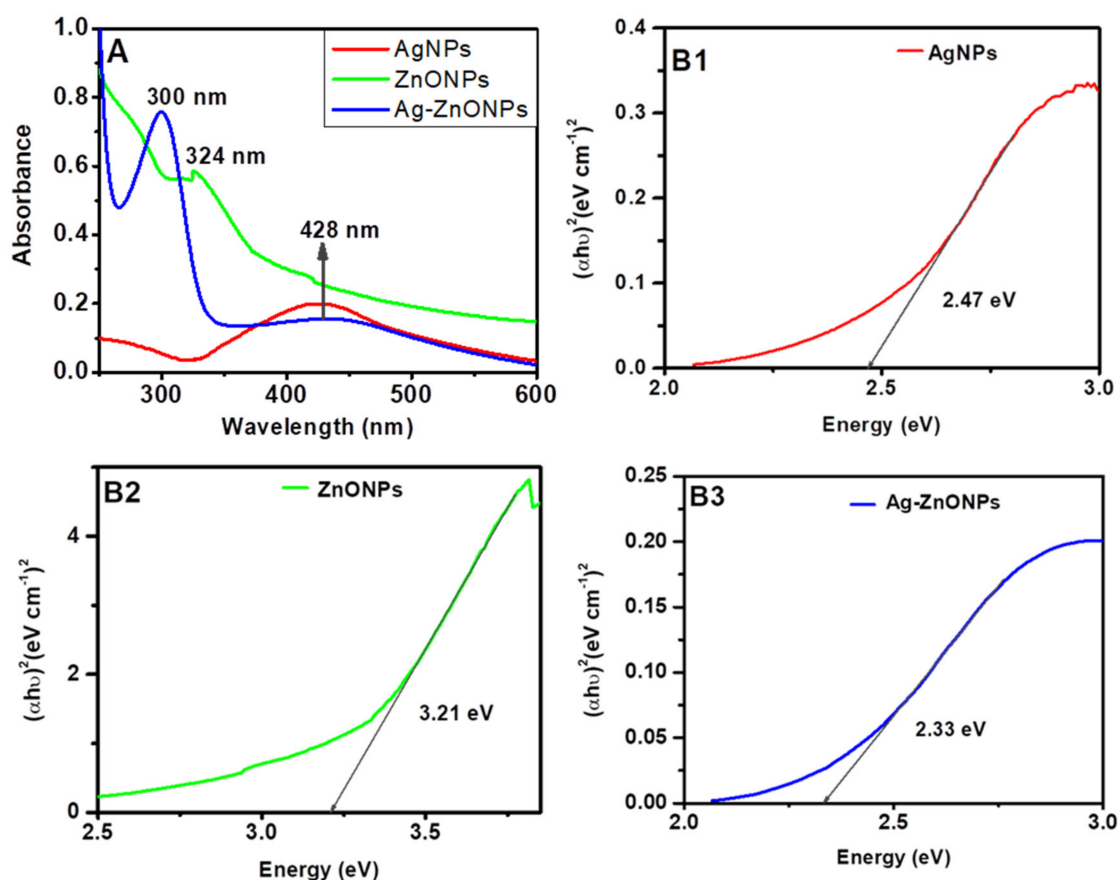 A
AgNPs
ZnONPs
Ag-ZnONPs
300 nm
324 nm
428 nm
1.0
0.8
0.6
0.4
0.2
0.0
Absorbance
300
400
500
600
Wavelength (nm)
B1
AgNPs
0.4
0.3
0.2
0.1
0.0
(αhυ)²(eV cm⁻¹)²
2.47 eV
2.0
2.5
3.0
Energy (eV)
B2
ZnONPs
4
2
0
(αhυ)²(eV cm⁻¹)²
3.21 eV
2.5
3.0
3.5
Energy (eV)
B3
Ag-ZnONPs
0.25
0.20
0.15
0.10
0.05
0.00
(αhυ)²(eV cm⁻¹)²
2.33 eV
2.0
2.5
3.0
Energy (eV)